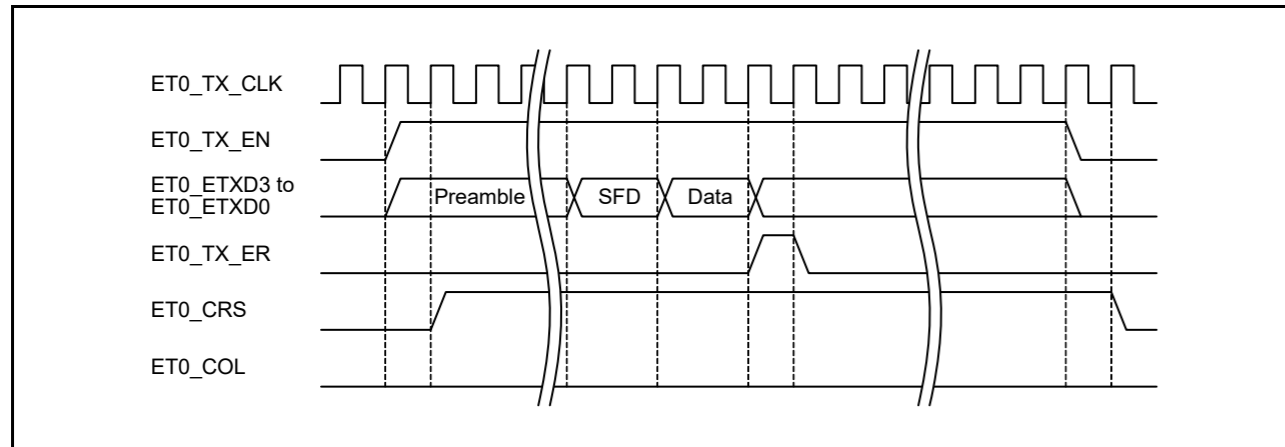 ET0_TX_CLK
ET0_TX_EN
ET0_ETXD3 to
ET0_ETXD0
Preamble
SFD
Data
ET0_TX_ER
ET0_CRS
ET0_COL